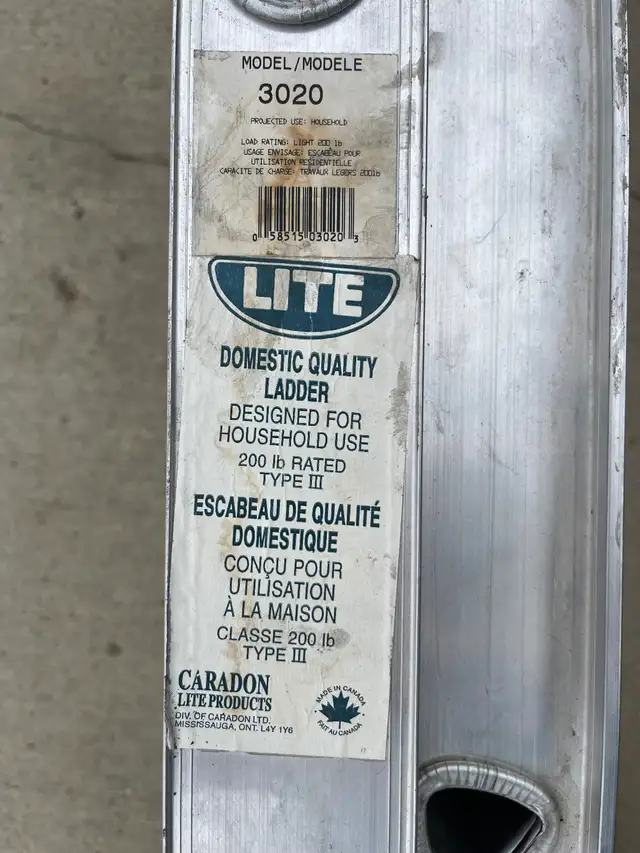 MODEL/MODELE
3020
PROJECTED USE: HOUSEHOLD
LOAD RATING: LIGHT 200 lb
USAGE ENVISAGE: ESCABEAU POUR
UTILISATION RESIDENTIELLE
CAPACITE DE CHARGE: TRAVAUX LEGERS 200lb
0 58515 03020 3
LITE
DOMESTIC QUALITY
LADDER
DESIGNED FOR
HOUSEHOLD USE
200 lb RATED
TYPE III
ESCABEAU DE QUALITÉ
DOMESTIQUE
CONÇU POUR
UTILISATION
À LA MAISON
CLASSE 200 lb
TYPE III
CARADON
LITE PRODUCTS
DIV. OF CARADON LTD.
MISSISSAUGA, ONT. L4Y 1Y6
MADE IN CANADA
FAIT AU CANADA